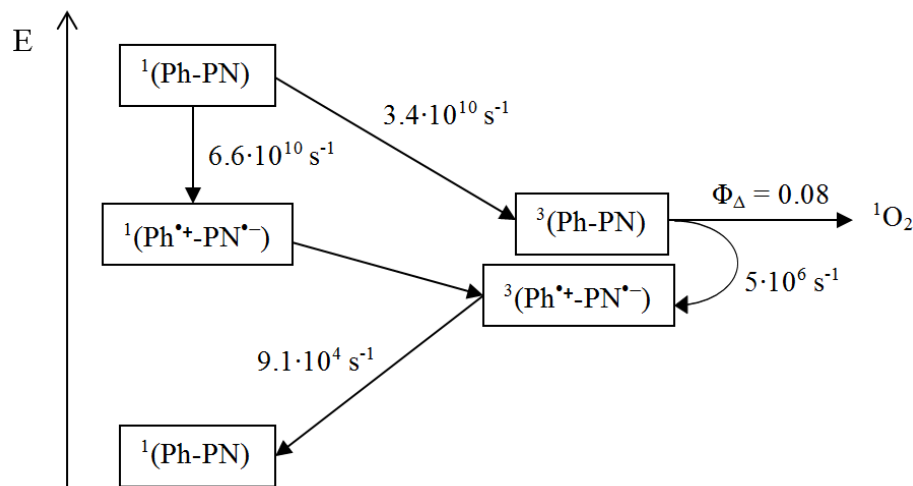 E
¹(Ph-PN)
3.4·10¹⁰ s⁻¹
6.6·10¹⁰ s⁻¹
Φ_Δ = 0.08
¹(Ph•⁺-PN•⁻)
³(Ph-PN)
¹O₂
³(Ph•⁺-PN•⁻)
5·10⁶ s⁻¹
9.1·10⁴ s⁻¹
¹(Ph-PN)